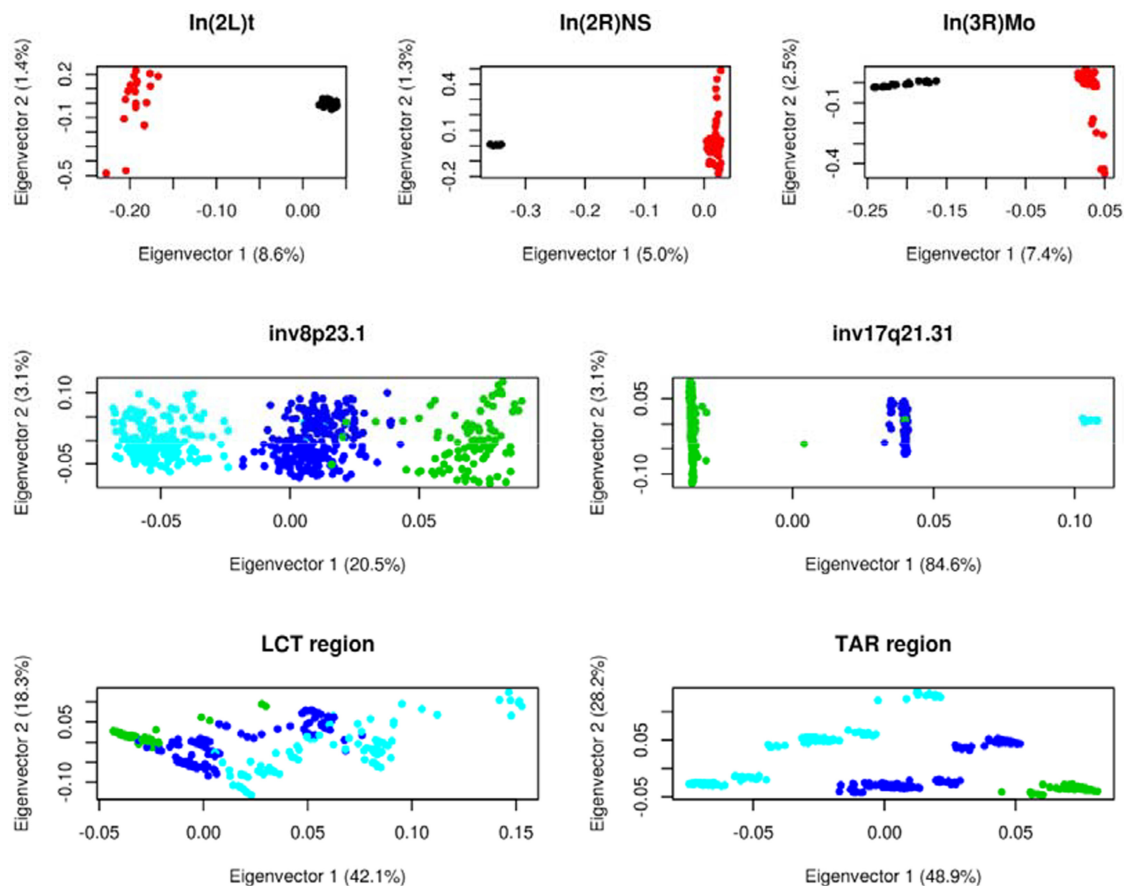 In(2L)t
In(2R)NS
In(3R)Mo
Eigenvector 2 (1.4%)
0.2
-0.1
-0.5
-0.20
-0.10
0.00
Eigenvector 1 (8.6%)
Eigenvector 2 (1.3%)
0.4
0.1
-0.2
-0.3
-0.2
-0.1
0.0
Eigenvector 1 (5.0%)
Eigenvector 2 (2.5%)
-0.1
-0.4
-0.25
-0.15
-0.05
0.05
Eigenvector 1 (7.4%)
inv8p23.1
inv17q21.31
Eigenvector 2 (3.1%)
0.10
-0.05
-0.05
0.00
0.05
Eigenvector 1 (20.5%)
Eigenvector 2 (3.1%)
0.05
-0.10
0.00
0.05
0.10
Eigenvector 1 (84.6%)
LCT region
TAR region
Eigenvector 2 (18.3%)
0.05
-0.10
-0.05
0.00
0.05
0.10
0.15
Eigenvector 1 (42.1%)
Eigenvector 2 (28.2%)
0.05
-0.05
-0.05
0.00
0.05
Eigenvector 1 (48.9%)